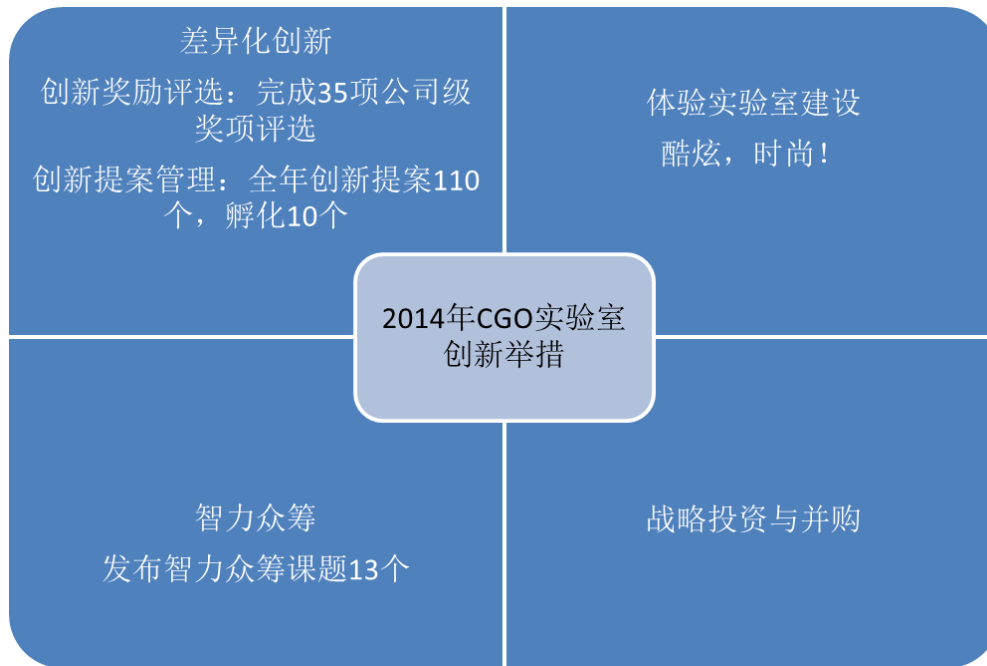 差异化创新
创新奖励评选：完成35项公司级
奖项评选
创新提案管理：全年创新提案110
个，孵化10个
体验实验室建设
酷炫，时尚！
2014年CGO实验室
创新举措
智力众筹
发布智力众筹课题13个
战略投资与并购